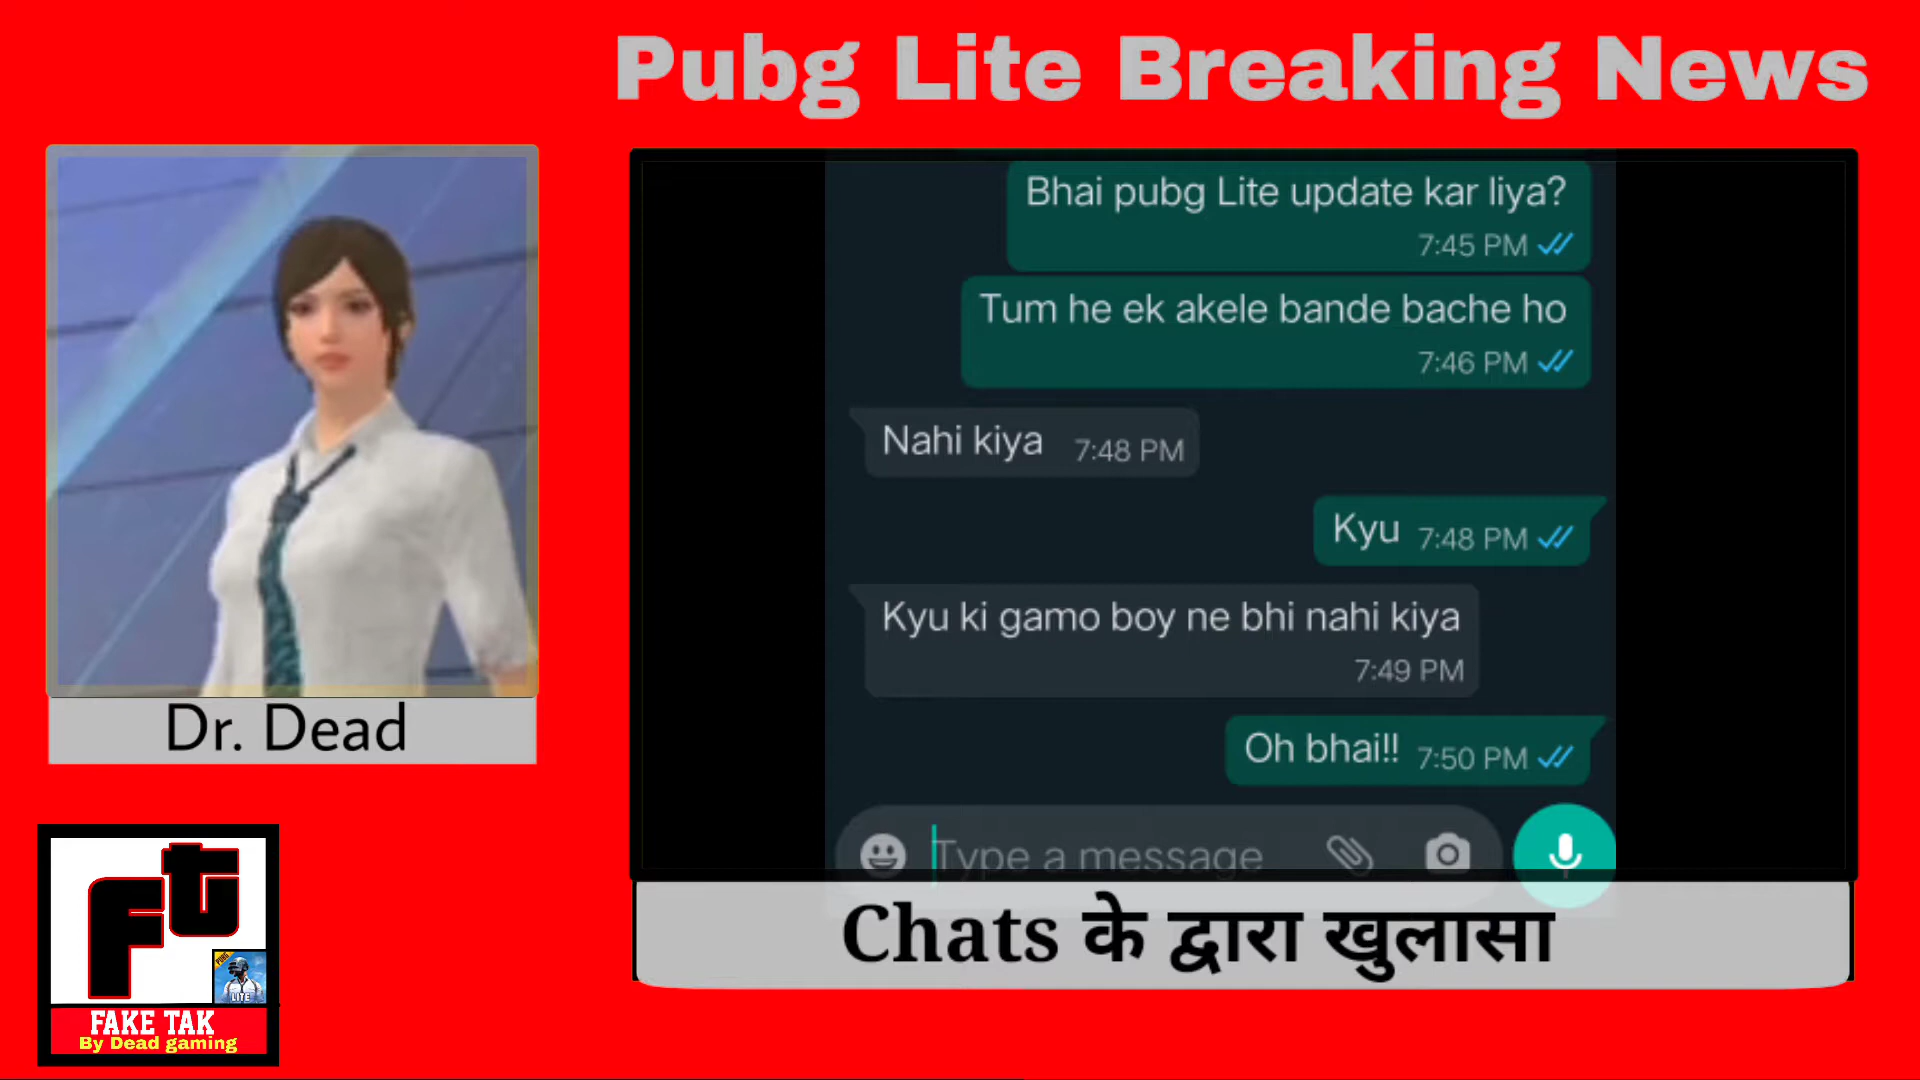 Pubg Lite Breaking News
Bhai pubg Lite update kar liya?
7:45 PM
Tum he ek akele bande bache ho
7:46 PM
Nahi kiya 7:48 PM
Kyu 7:48 PM
Kyu ki gamo boy ne bhi nahi kiya
7:49 PM
Oh bhai!! 7:50 PM
Type a message
Chats के द्वारा खुलासा
Dr. Dead
Ft
PUBG
LITE
FAKE TAK
By Dead gaming